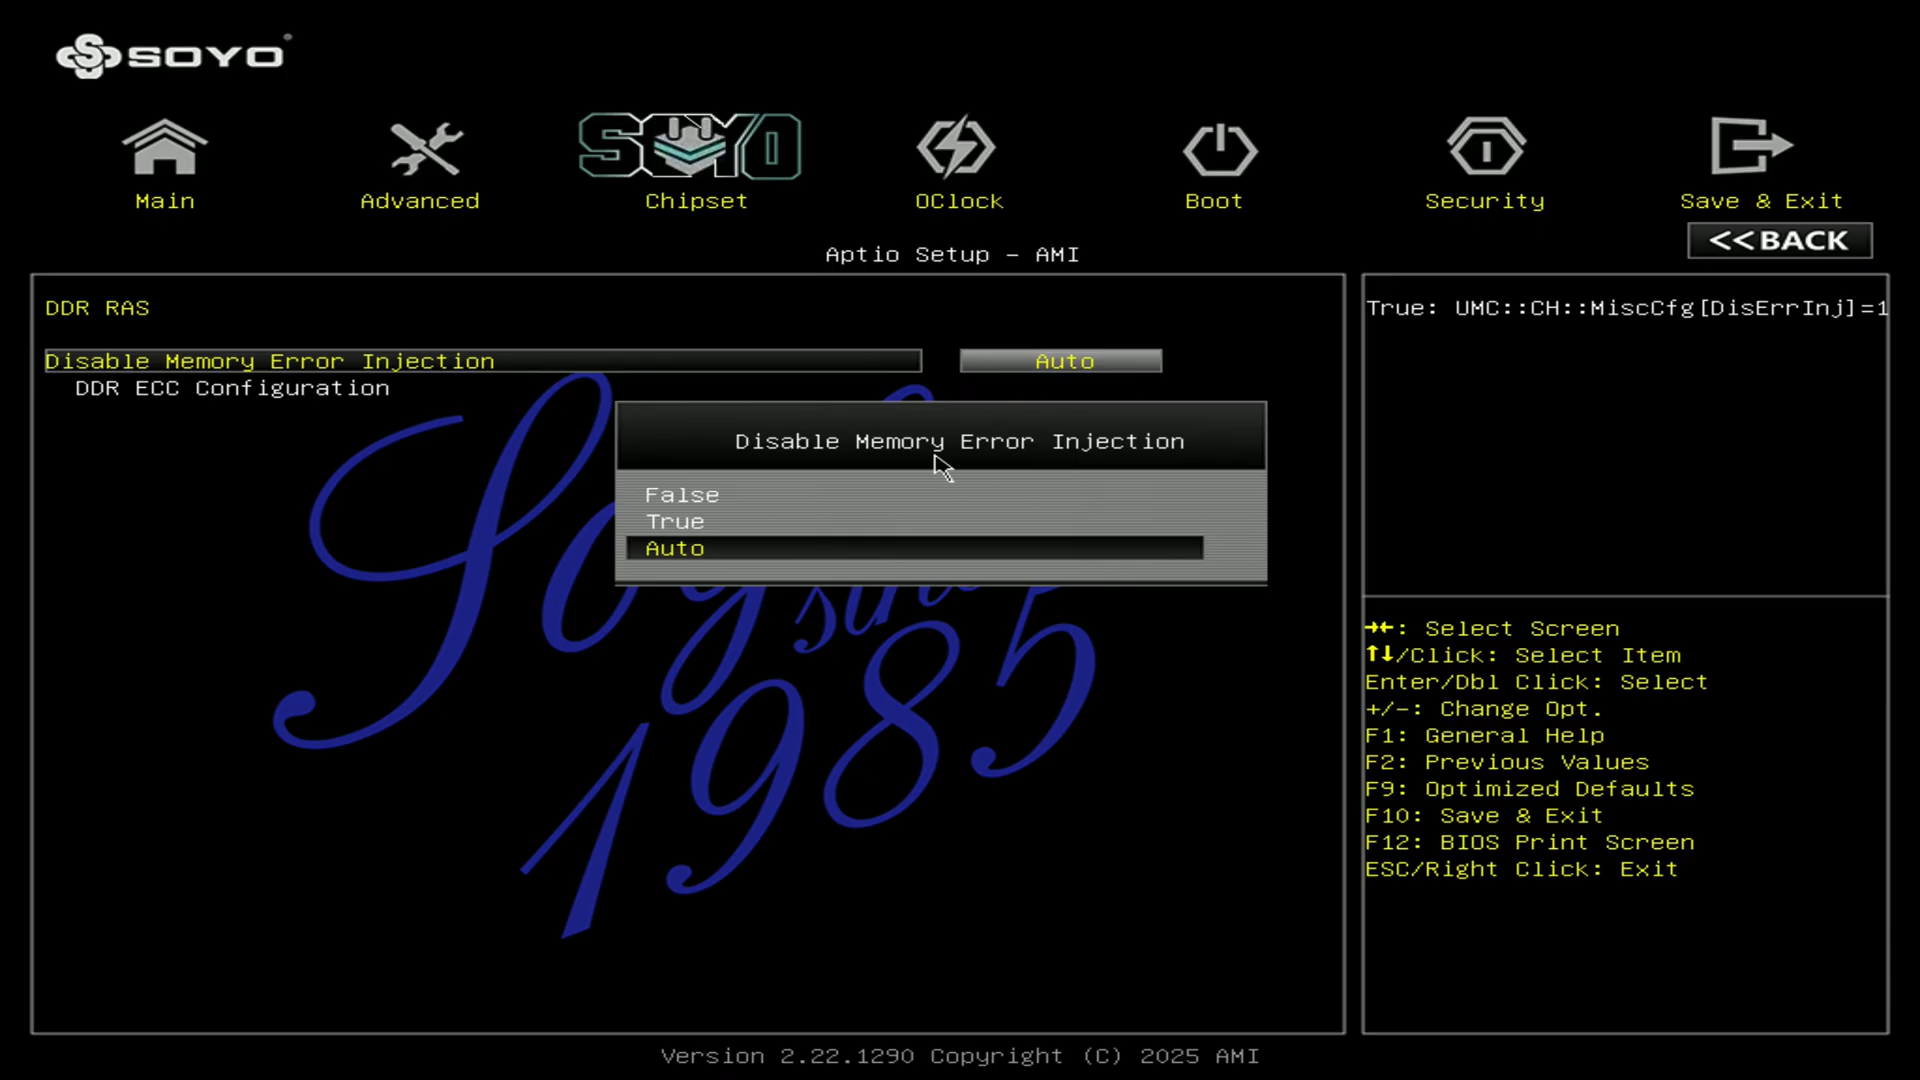 SOYO
SOYO
Main
Advanced
Chipset
OClock
Boot
Security
Save & Exit
<<BACK
Aptio Setup – AMI
DDR RAS
True: UMC::CH::MiscCfg[DisErrInj]=1
Disable Memory Error Injection
Auto
DDR ECC Configuration
Disable Memory Error Injection
False
True
Auto
1985
→←: Select Screen
↑↓/Click: Select Item
Enter/Dbl Click: Select
+/-: Change Opt.
F1: General Help
F2: Previous Values
F9: Optimized Defaults
F10: Save & Exit
F12: BIOS Print Screen
ESC/Right Click: Exit
Version 2.22.1290 Copyright (C) 2025 AMI